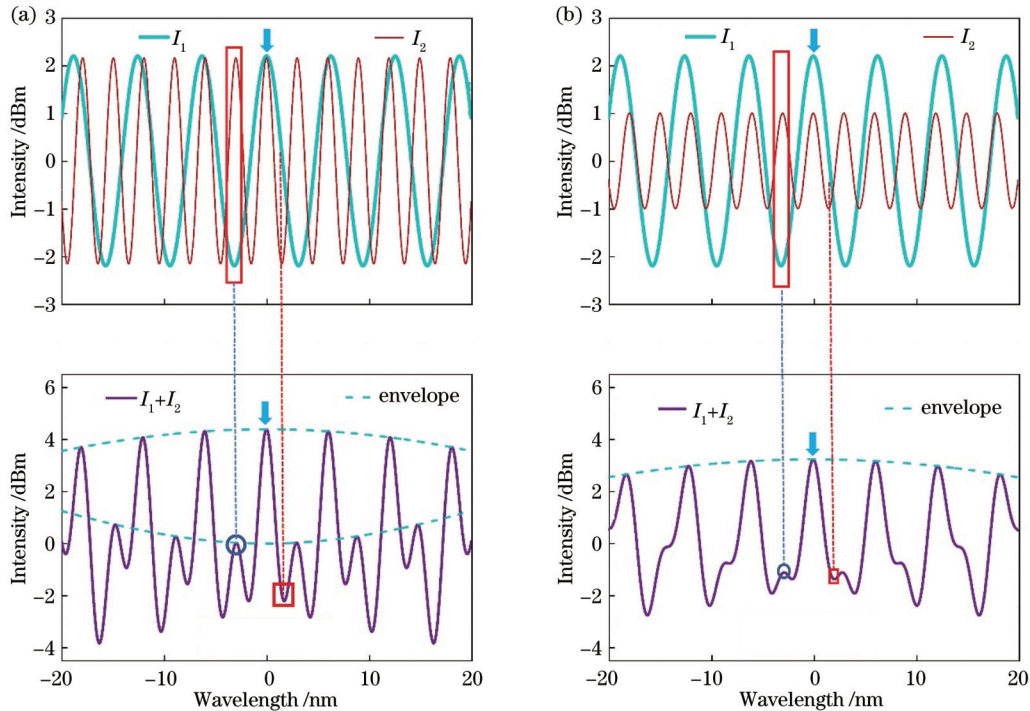 (a)
3
2
1
0
−1
−2
−3
Intensity /dBm
I1
I2
6
4
2
0
−2
−4
Intensity /dBm
I1+I2
envelope
−20
−10
0
10
20
Wavelength /nm
(b)
3
2
1
0
−1
−2
−3
Intensity /dBm
I1
I2
6
4
2
0
−2
−4
Intensity /dBm
I1+I2
envelope
−20
−10
0
10
20
Wavelength /nm